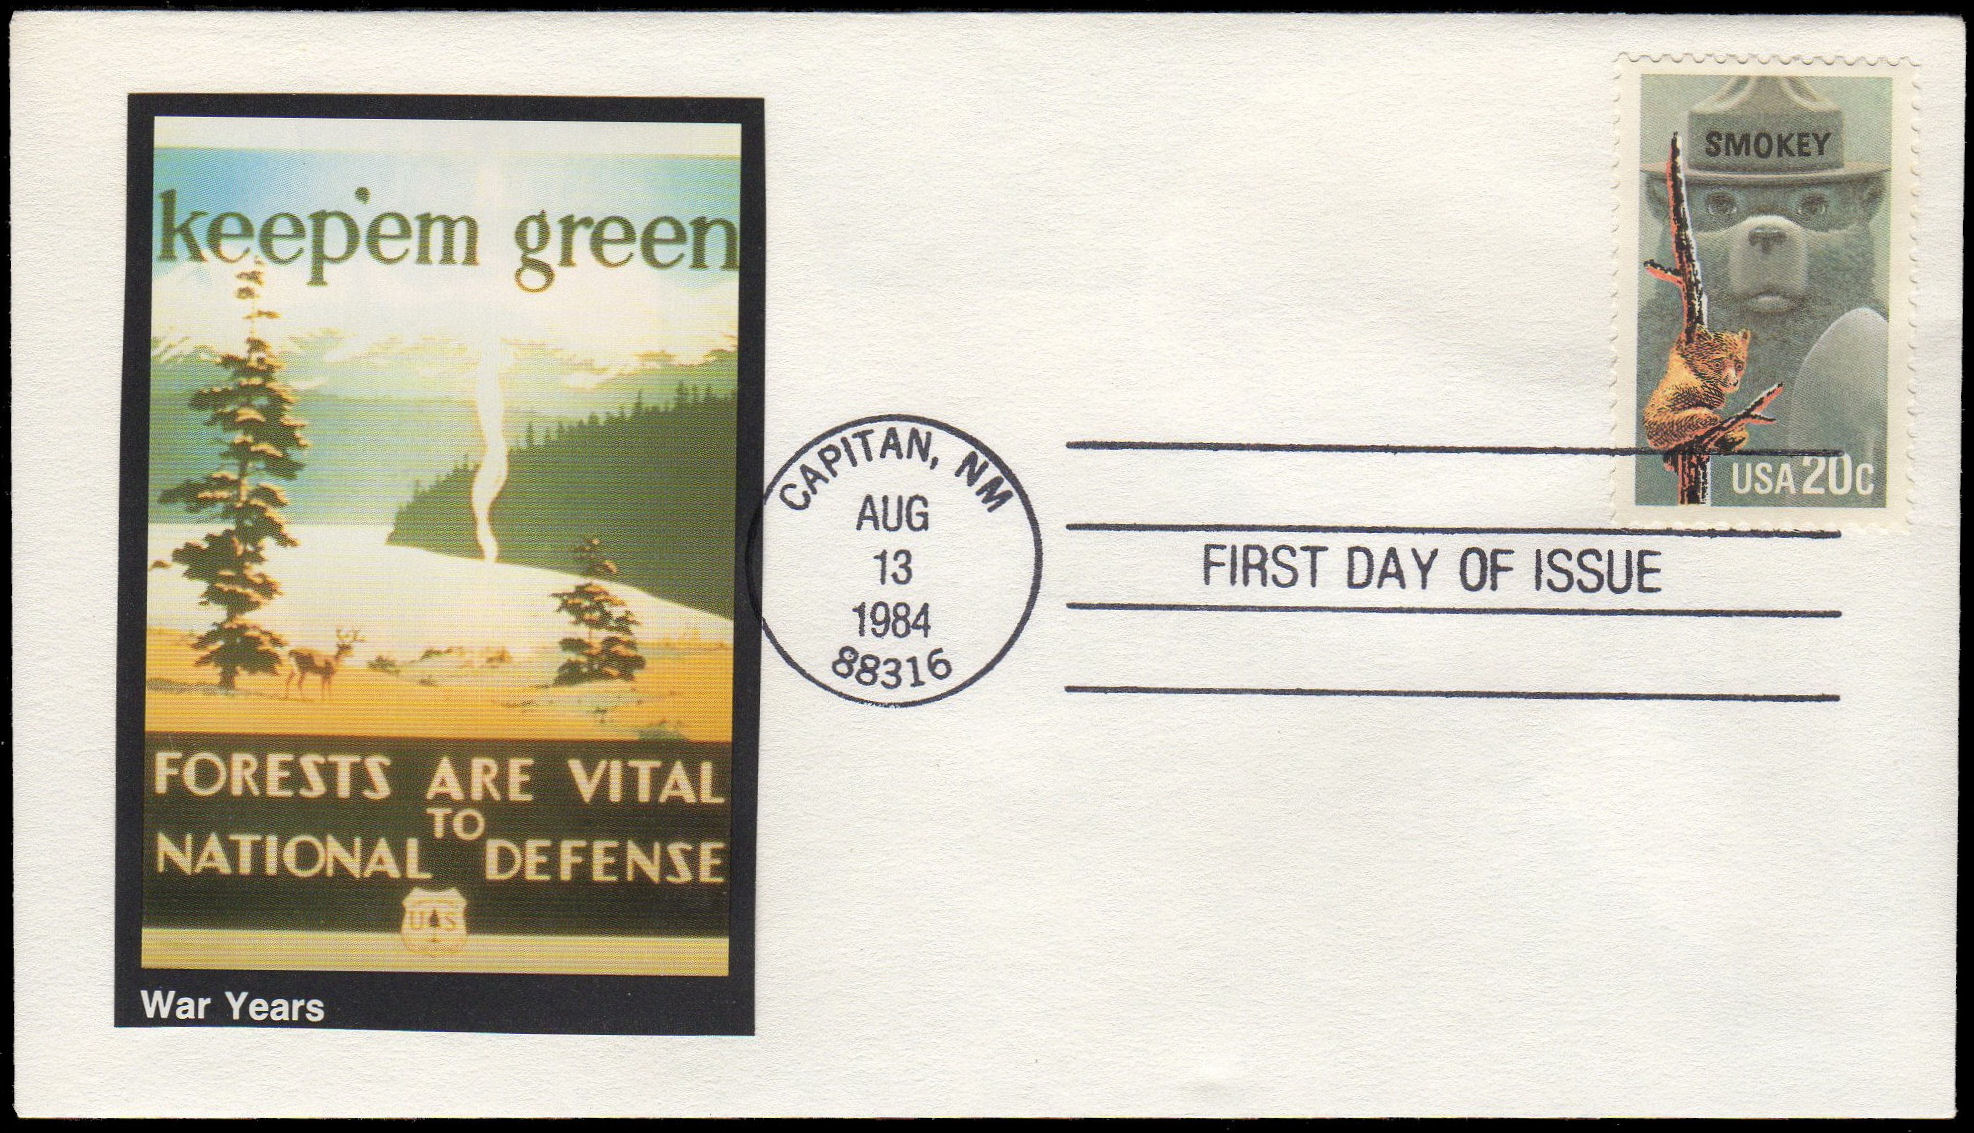 keep'em green
FORESTS ARE VITAL
TO
NATIONAL DEFENSE
U S
War Years
CAPITAN, NM
AUG
13
1984
88316
FIRST DAY OF ISSUE
SMOKEY
USA 20c